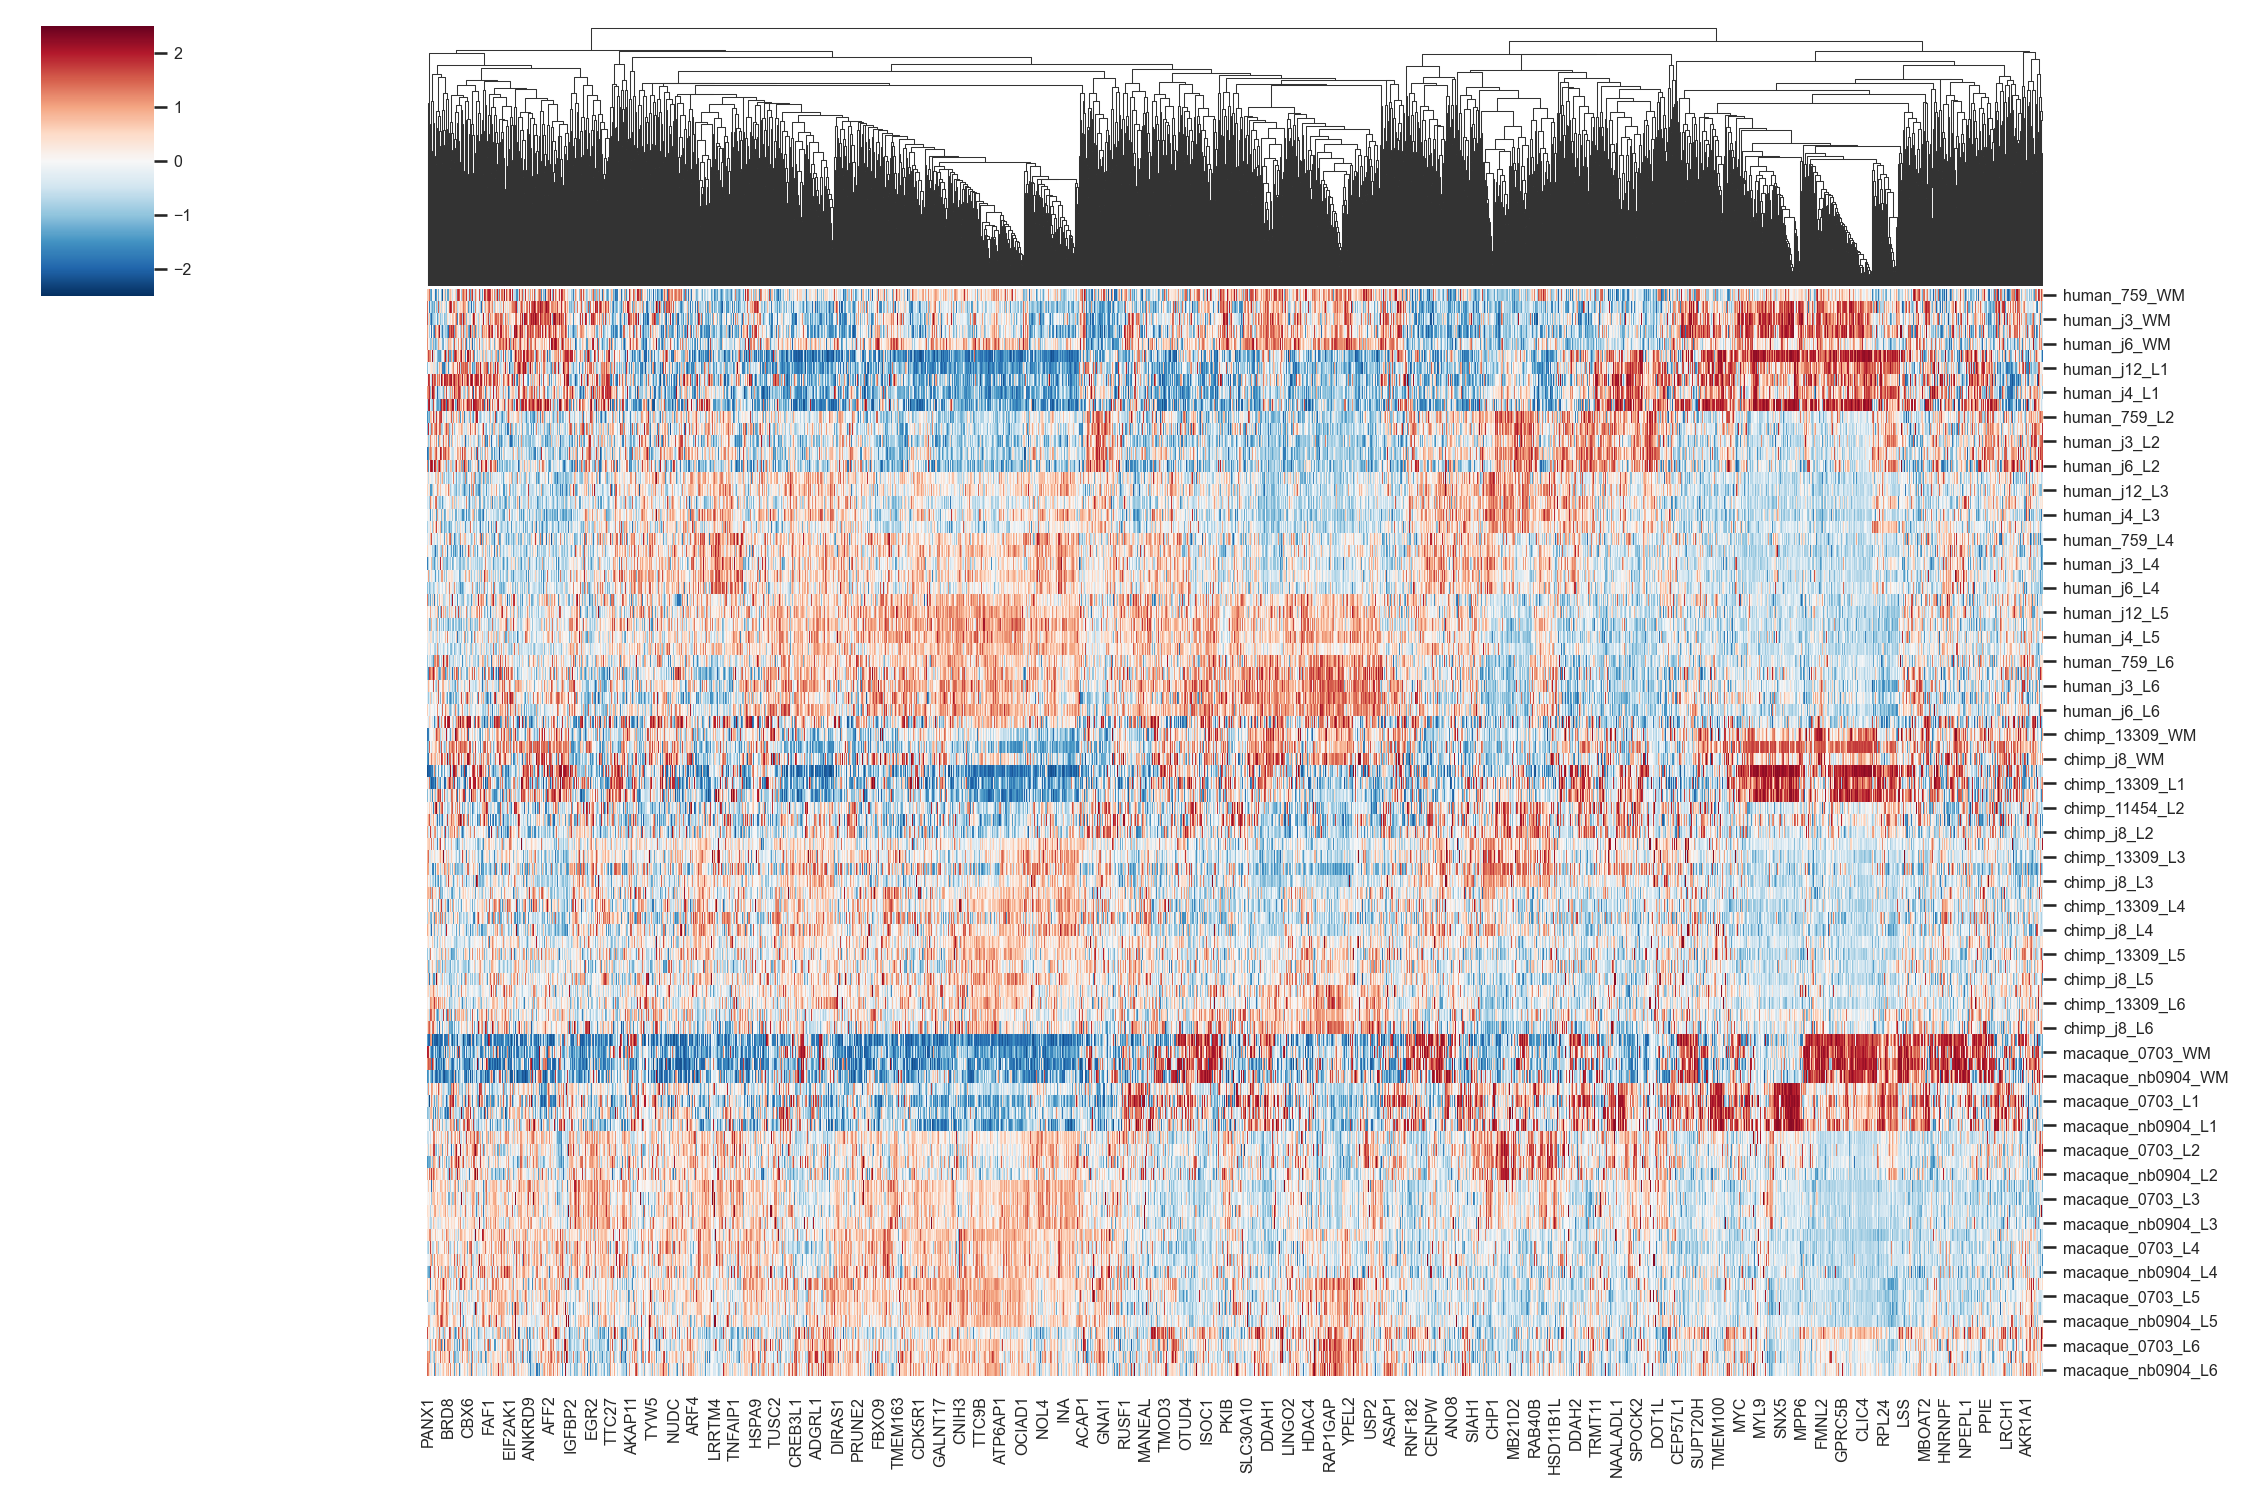 2
1
0
−1
−2
human_759_WM
human_j3_WM
human_j6_WM
human_j12_L1
human_j4_L1
human_759_L2
human_j3_L2
human_j6_L2
human_j12_L3
human_j4_L3
human_759_L4
human_j3_L4
human_j6_L4
human_j12_L5
human_j4_L5
human_759_L6
human_j3_L6
human_j6_L6
chimp_13309_WM
chimp_j8_WM
chimp_13309_L1
chimp_11454_L2
chimp_j8_L2
chimp_13309_L3
chimp_j8_L3
chimp_13309_L4
chimp_j8_L4
chimp_13309_L5
chimp_j8_L5
chimp_13309_L6
chimp_j8_L6
macaque_0703_WM
macaque_nb0904_WM
macaque_0703_L1
macaque_nb0904_L1
macaque_0703_L2
macaque_nb0904_L2
macaque_0703_L3
macaque_nb0904_L3
macaque_0703_L4
macaque_nb0904_L4
macaque_0703_L5
macaque_nb0904_L5
macaque_0703_L6
macaque_nb0904_L6
PANX1
BRD8
CBX6
FAF1
EIF2AK1
ANKRD9
AFF2
IGFBP2
EGR2
TTC27
AKAP11
TYW5
NUDC
ARF4
LRRTM4
TNFAIP1
HSPA9
TUSC2
CREB3L1
ADGRL1
DIRAS1
PRUNE2
FBXO9
TMEM163
CDK5R1
GALNT17
CNIH3
TTC9B
ATP6AP1
OCIAD1
NOL4
INA
ACAP1
GNAI1
RUSF1
MANEAL
TMOD3
OTUD4
ISOC1
PKIB
SLC30A10
DDAH1
LINGO2
HDAC4
RAP1GAP
YPEL2
USP2
ASAP1
RNF182
CENPW
ANO8
SIAH1
CHP1
MB21D2
RAB40B
HSD11B1L
DDAH2
TRMT11
NAALADL1
SPOCK2
DOT1L
CEP57L1
SUPT20H
TMEM100
MYC
MYL9
SNX5
MPP6
FMNL2
GPRC5B
CLIC4
RPL24
LSS
MBOAT2
HNRNPF
NPEPL1
PPIE
LRCH1
AKR1A1